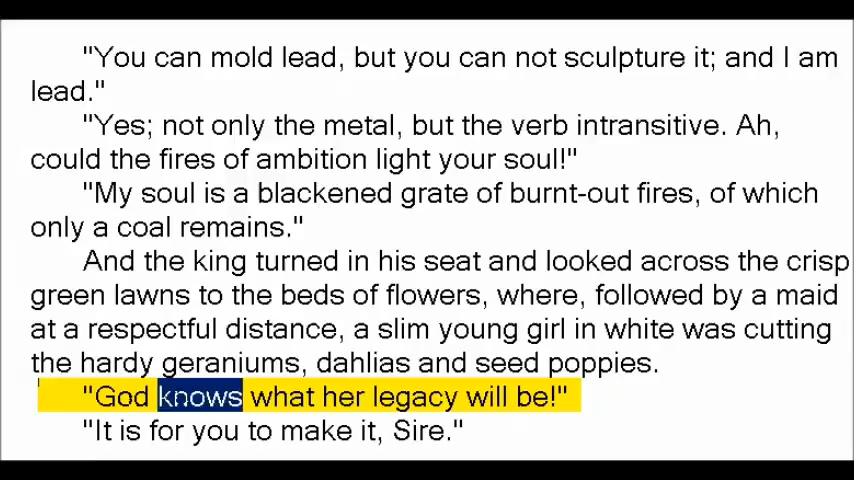 "You can mold lead, but you can not sculpture it; and I am
lead."
"Yes; not only the metal, but the verb intransitive. Ah,
could the fires of ambition light your soul!"
"My soul is a blackened grate of burnt-out fires, of which
only a coal remains."
And the king turned in his seat and looked across the crisp
green lawns to the beds of flowers, where, followed by a maid
at a respectful distance, a slim young girl in white was cutting
the hardy geraniums, dahlias and seed poppies.
"God knows what her legacy will be!"
"It is for you to make it, Sire."